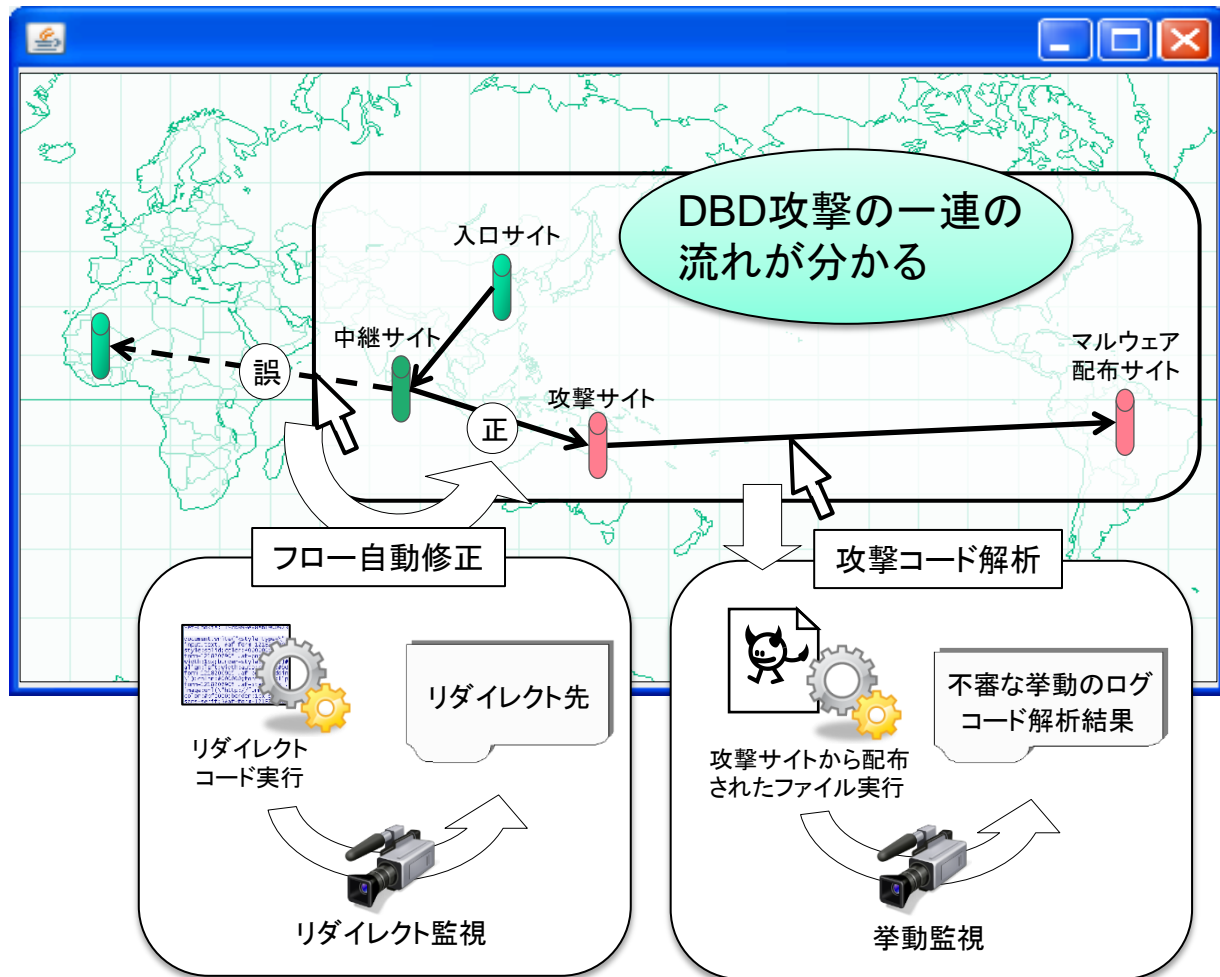 DBD攻撃の一連の
流れが分かる
入口サイト
中継サイト
マルウェア
配布サイト
誤
攻撃サイト
正
フロー自動修正
攻撃コード解析
リダイレクト先
不審な挙動のログ
コード解析結果
リダイレクト
コード実行
攻撃サイトから配布
されたファイル実行
リダイレクト監視
挙動監視